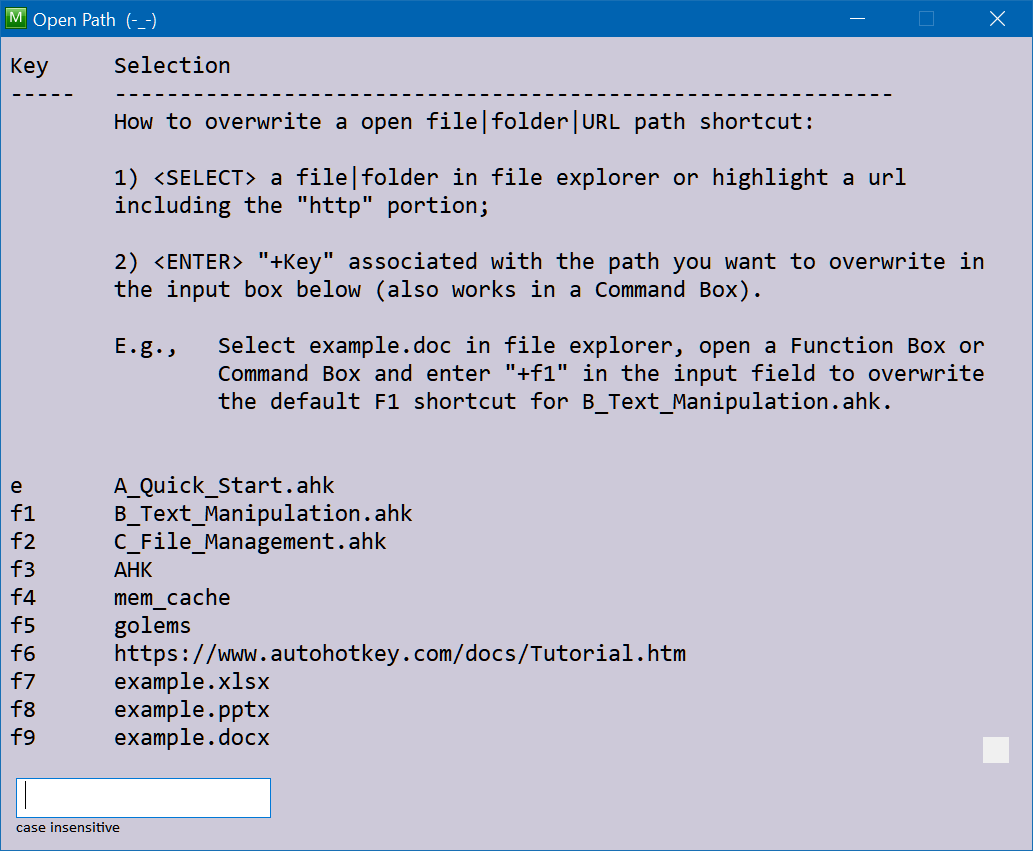 M Open Path (-_-)
Key Selection
----- ------------------------------------------------------------
How to overwrite a open file|folder|URL path shortcut:
1) <SELECT> a file|folder in file explorer or highlight a url
including the "http" portion;
2) <ENTER> "+Key" associated with the path you want to overwrite in
the input box below (also works in a Command Box).
E.g., Select example.doc in file explorer, open a Function Box or
Command Box and enter "+f1" in the input field to overwrite
the default F1 shortcut for B_Text_Manipulation.ahk.
e A_Quick_Start.ahk
f1 B_Text_Manipulation.ahk
f2 C_File_Management.ahk
f3 AHK
f4 mem_cache
f5 golems
f6 https://www.autohotkey.com/docs/Tutorial.htm
f7 example.xlsx
f8 example.pptx
f9 example.docx
case insensitive